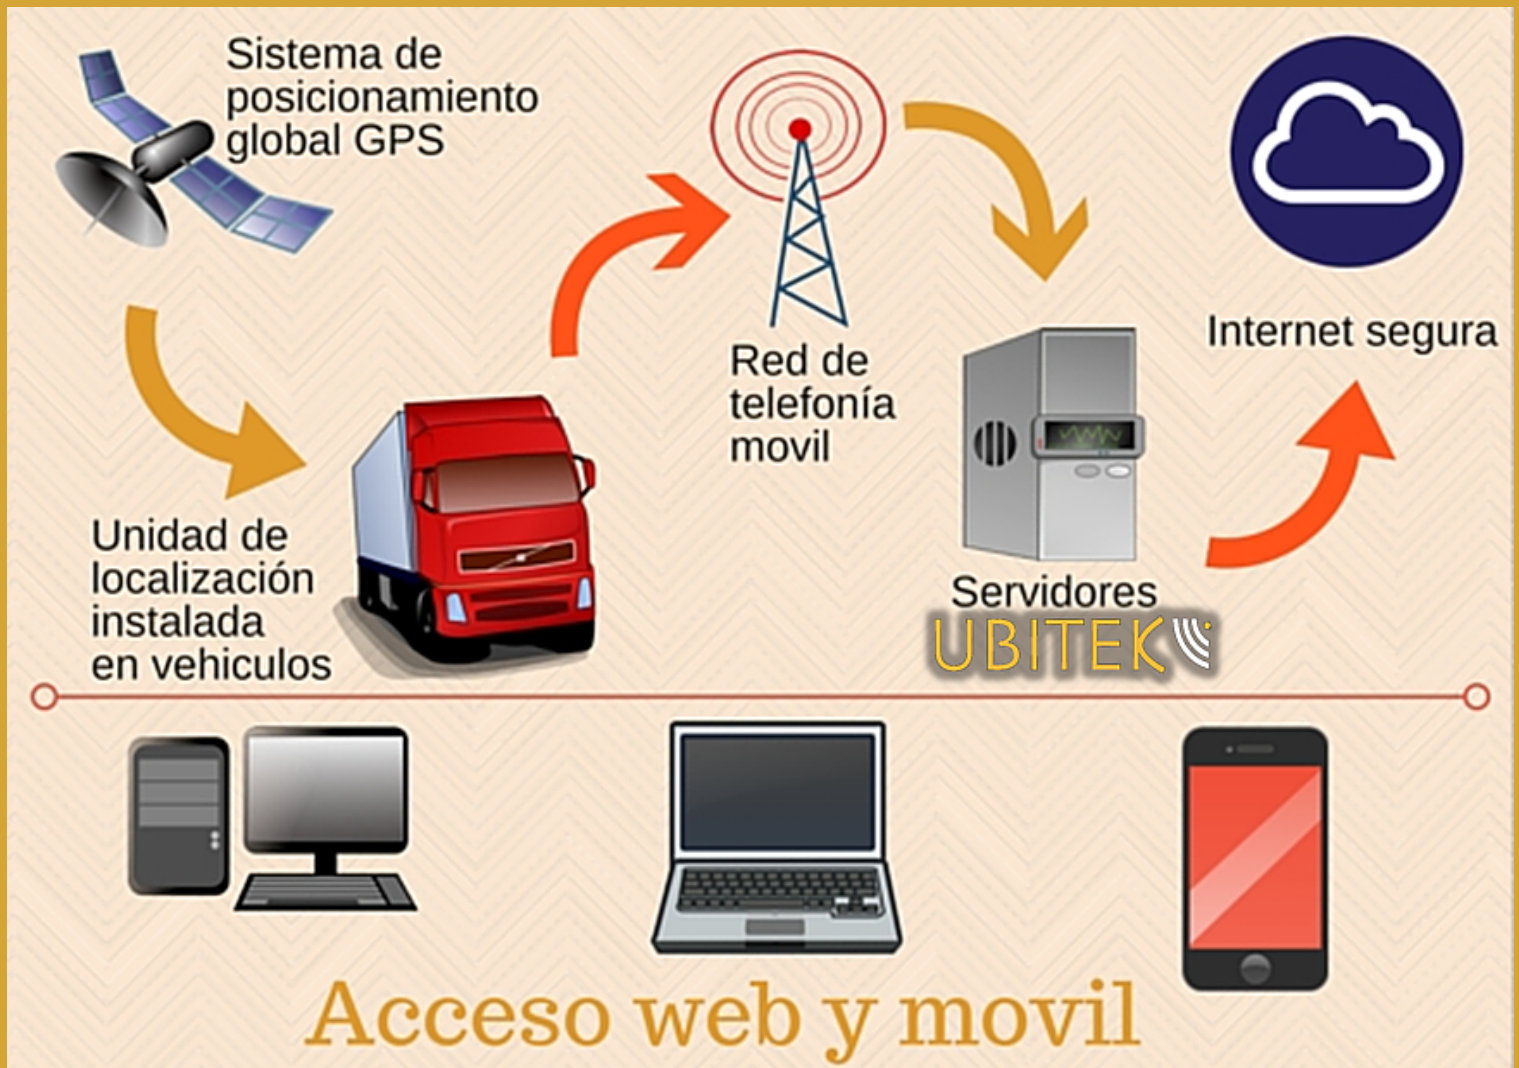 Sistema de
posicionamiento
global GPS
Internet segura
Red de
telefonía
movil
Unidad de
localización
instalada
en vehiculos
Servidores
UBITEK
Acceso web y movil